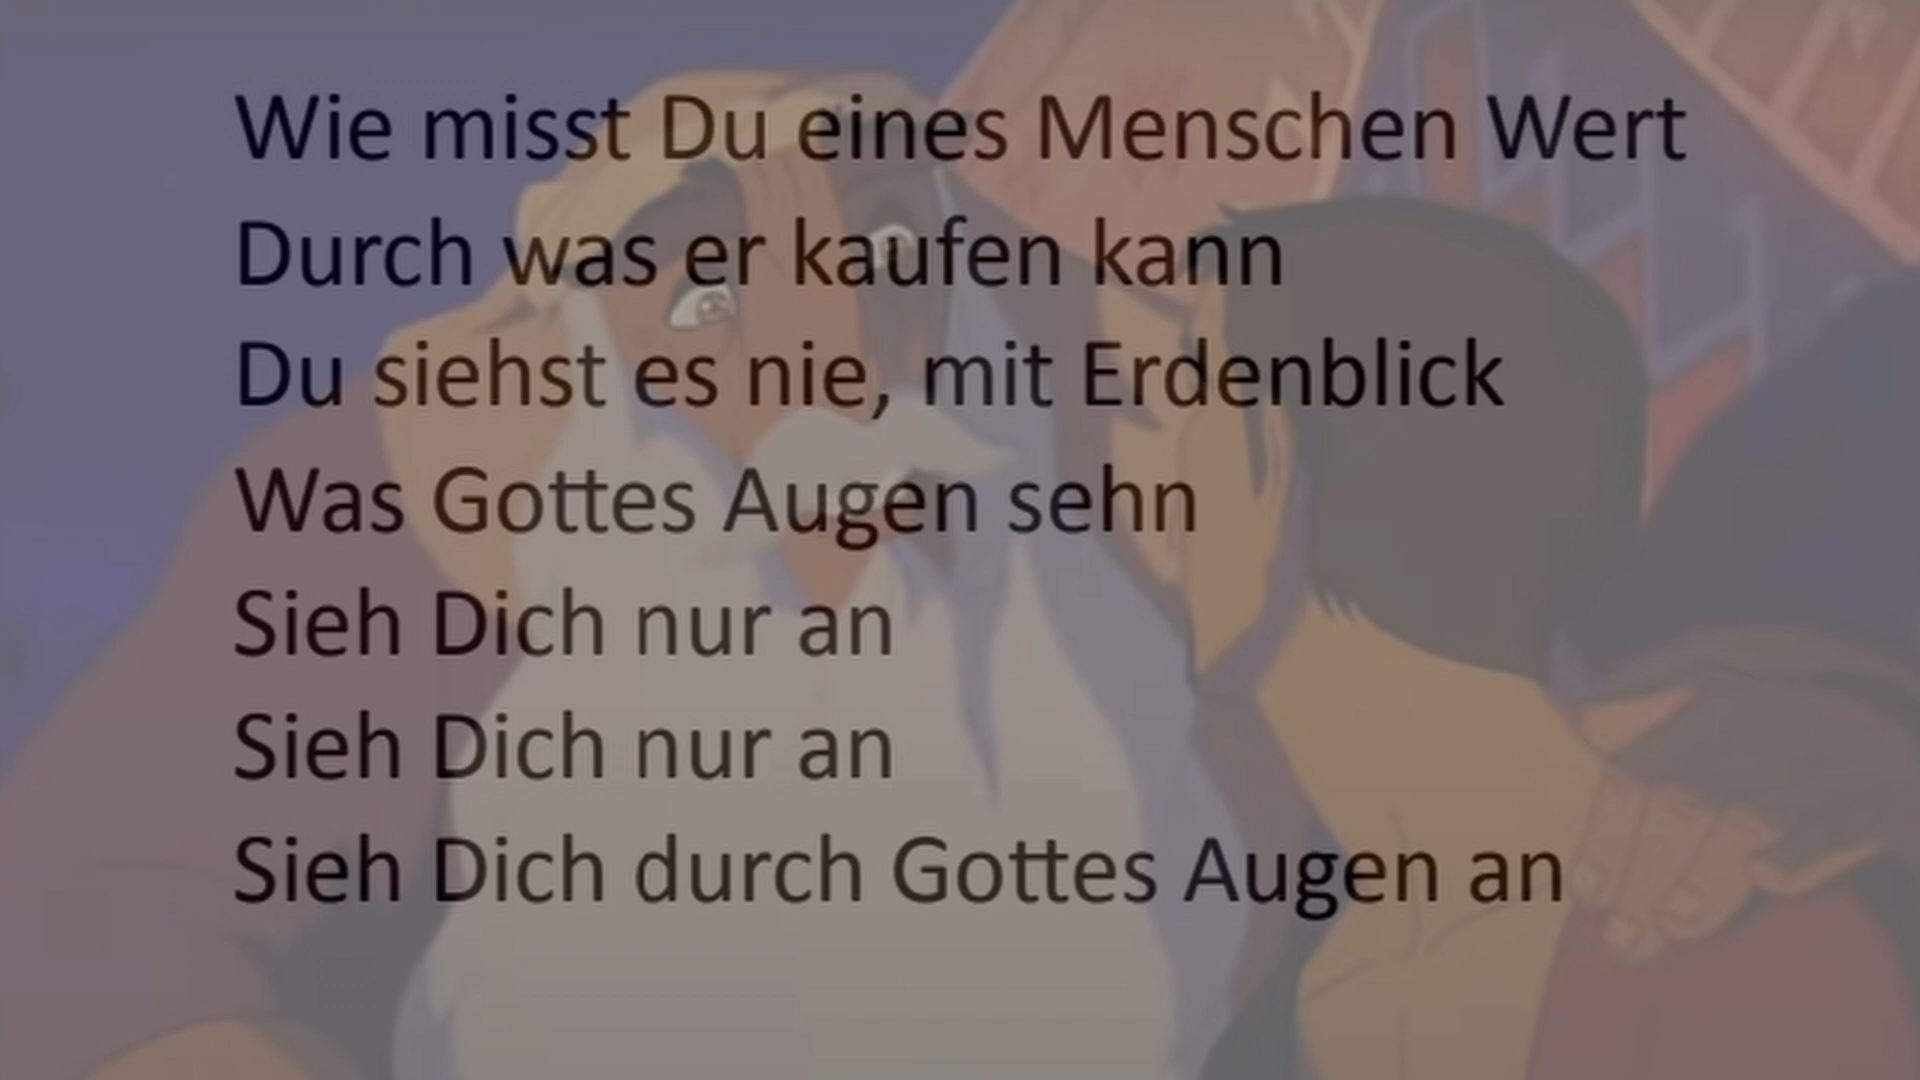 Wie misst Du eines Menschen Wert
Durch was er kaufen kann
Du siehst es nie, mit Erdenblick
Was Gottes Augen sehn
Sieh Dich nur an
Sieh Dich nur an
Sieh Dich durch Gottes Augen an